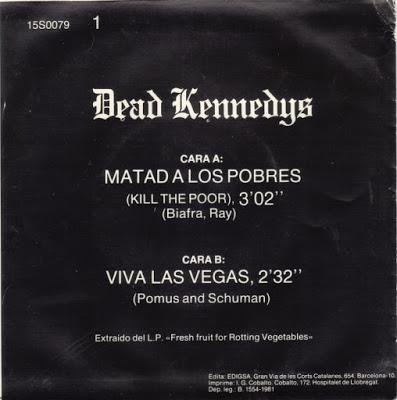 15S0079 1
Dead Kennedys
CARA A:
MATAD A LOS POBRES
(KILL THE POOR), 3'02''
(Biafra, Ray)
CARA B:
VIVA LAS VEGAS, 2'32''
(Pomus and Schuman)
Extraido del L.P. «Fresh fruit for Rotting Vegetables»
Edita: EDIGSA, Gran Via de les Corts Catalanes, 654. Barcelona-10.
Imprime: I. G. Cobalto. Cobalto, 172. Hospitalet de Llobregat.
Dep. leg.: B. 1554-1981